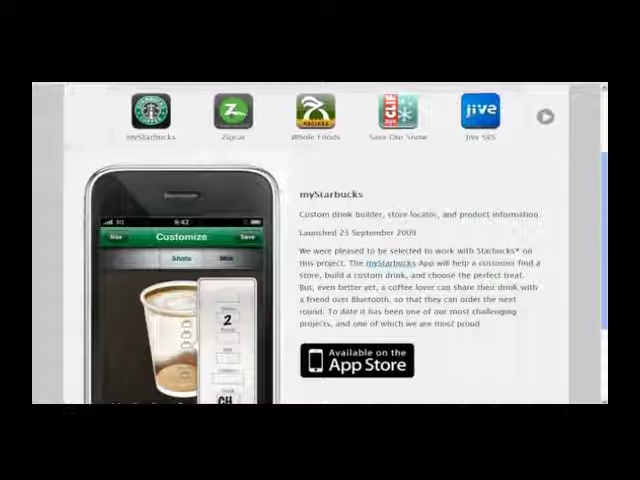 jive
myStarbucks
Zipcar
Whole Foods
Save Our Snow
Jive SBS
myStarbucks
Custom drink builder, store locator, and product information.
Launched 23 September 2009
We were pleased to be selected to work with Starbucks® on
this project. The myStarbucks App will help a customer find a
store, build a custom drink, and choose the perfect treat.
But, even better yet, a coffee lover can share their drink with
a friend over Bluetooth, so that they can order the next
round. To date it has been one of our most challenging
projects, and one of which we are most proud
Available on the
App Store
3G 9:42
Size Customize Save
Shots Milk
2
CH